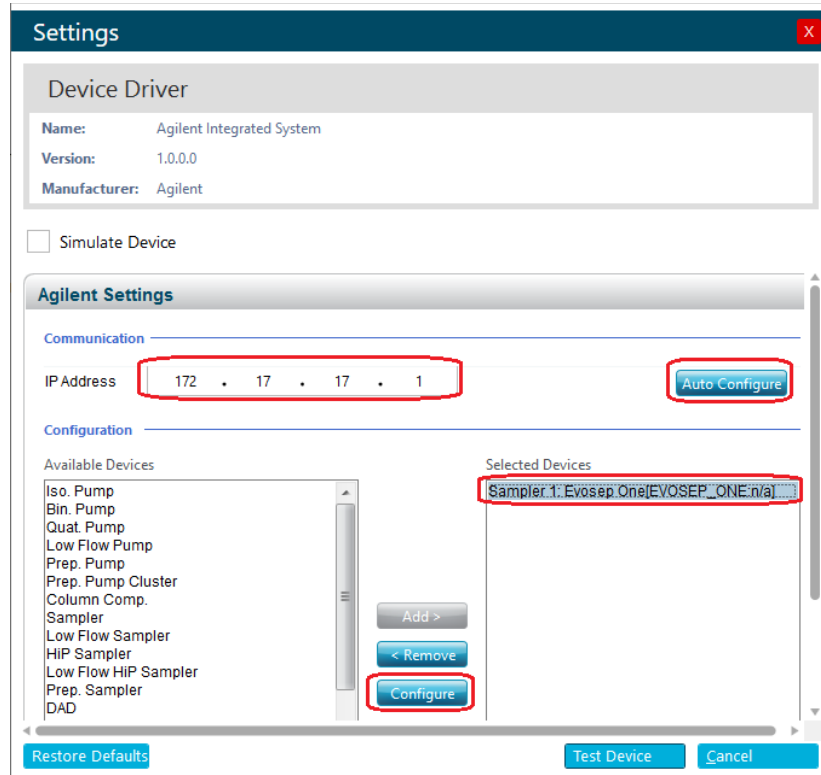 Settings
X
Device Driver
Name: Agilent Integrated System
Version: 1.0.0.0
Manufacturer: Agilent
Simulate Device
Agilent Settings
Communication
IP Address 172 . 17 . 17 . 1 Auto Configure
Configuration
Available Devices
Iso. Pump
Bin. Pump
Quat. Pump
Low Flow Pump
Prep. Pump
Prep. Pump Cluster
Column Comp.
Sampler
Low Flow Sampler
HiP Sampler
Low Flow HiP Sampler
Prep. Sampler
DAD
Add >
< Remove
Configure
Selected Devices
Sampler 1: Evosep One[EVOSEP_ONE:n/a]
Restore Defaults
Test Device
Cancel